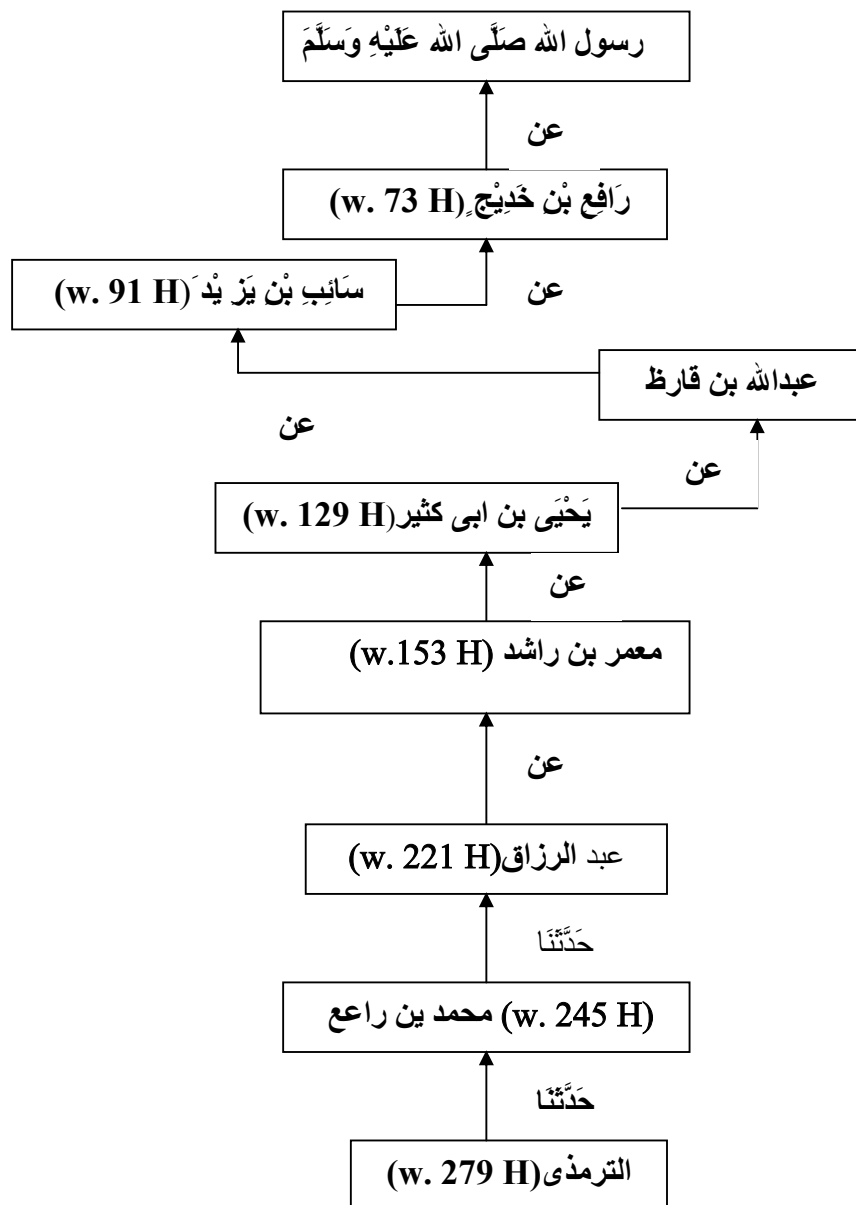 رسول الله صَلَّى الله عَلَيْهِ وَسَلَّمَ
عن
رَافِعِ بْنِ خَدِيْجٍ (w. 73 H)
عن
سَائِبِ بْنِ يَزِ يْد َ(w. 91 H)
عبدالله بن قارظ
عن
عن
يَحْيَى بن ابى كثير(w. 129 H)
عن
معمر بن راشد (w.153 H)
عن
عبد الرزاق(w. 221 H)
حَدَّثَنَا
(w. 245 H) محمد ين راعع
حَدَّثَنَا
الترمذى(w. 279 H)